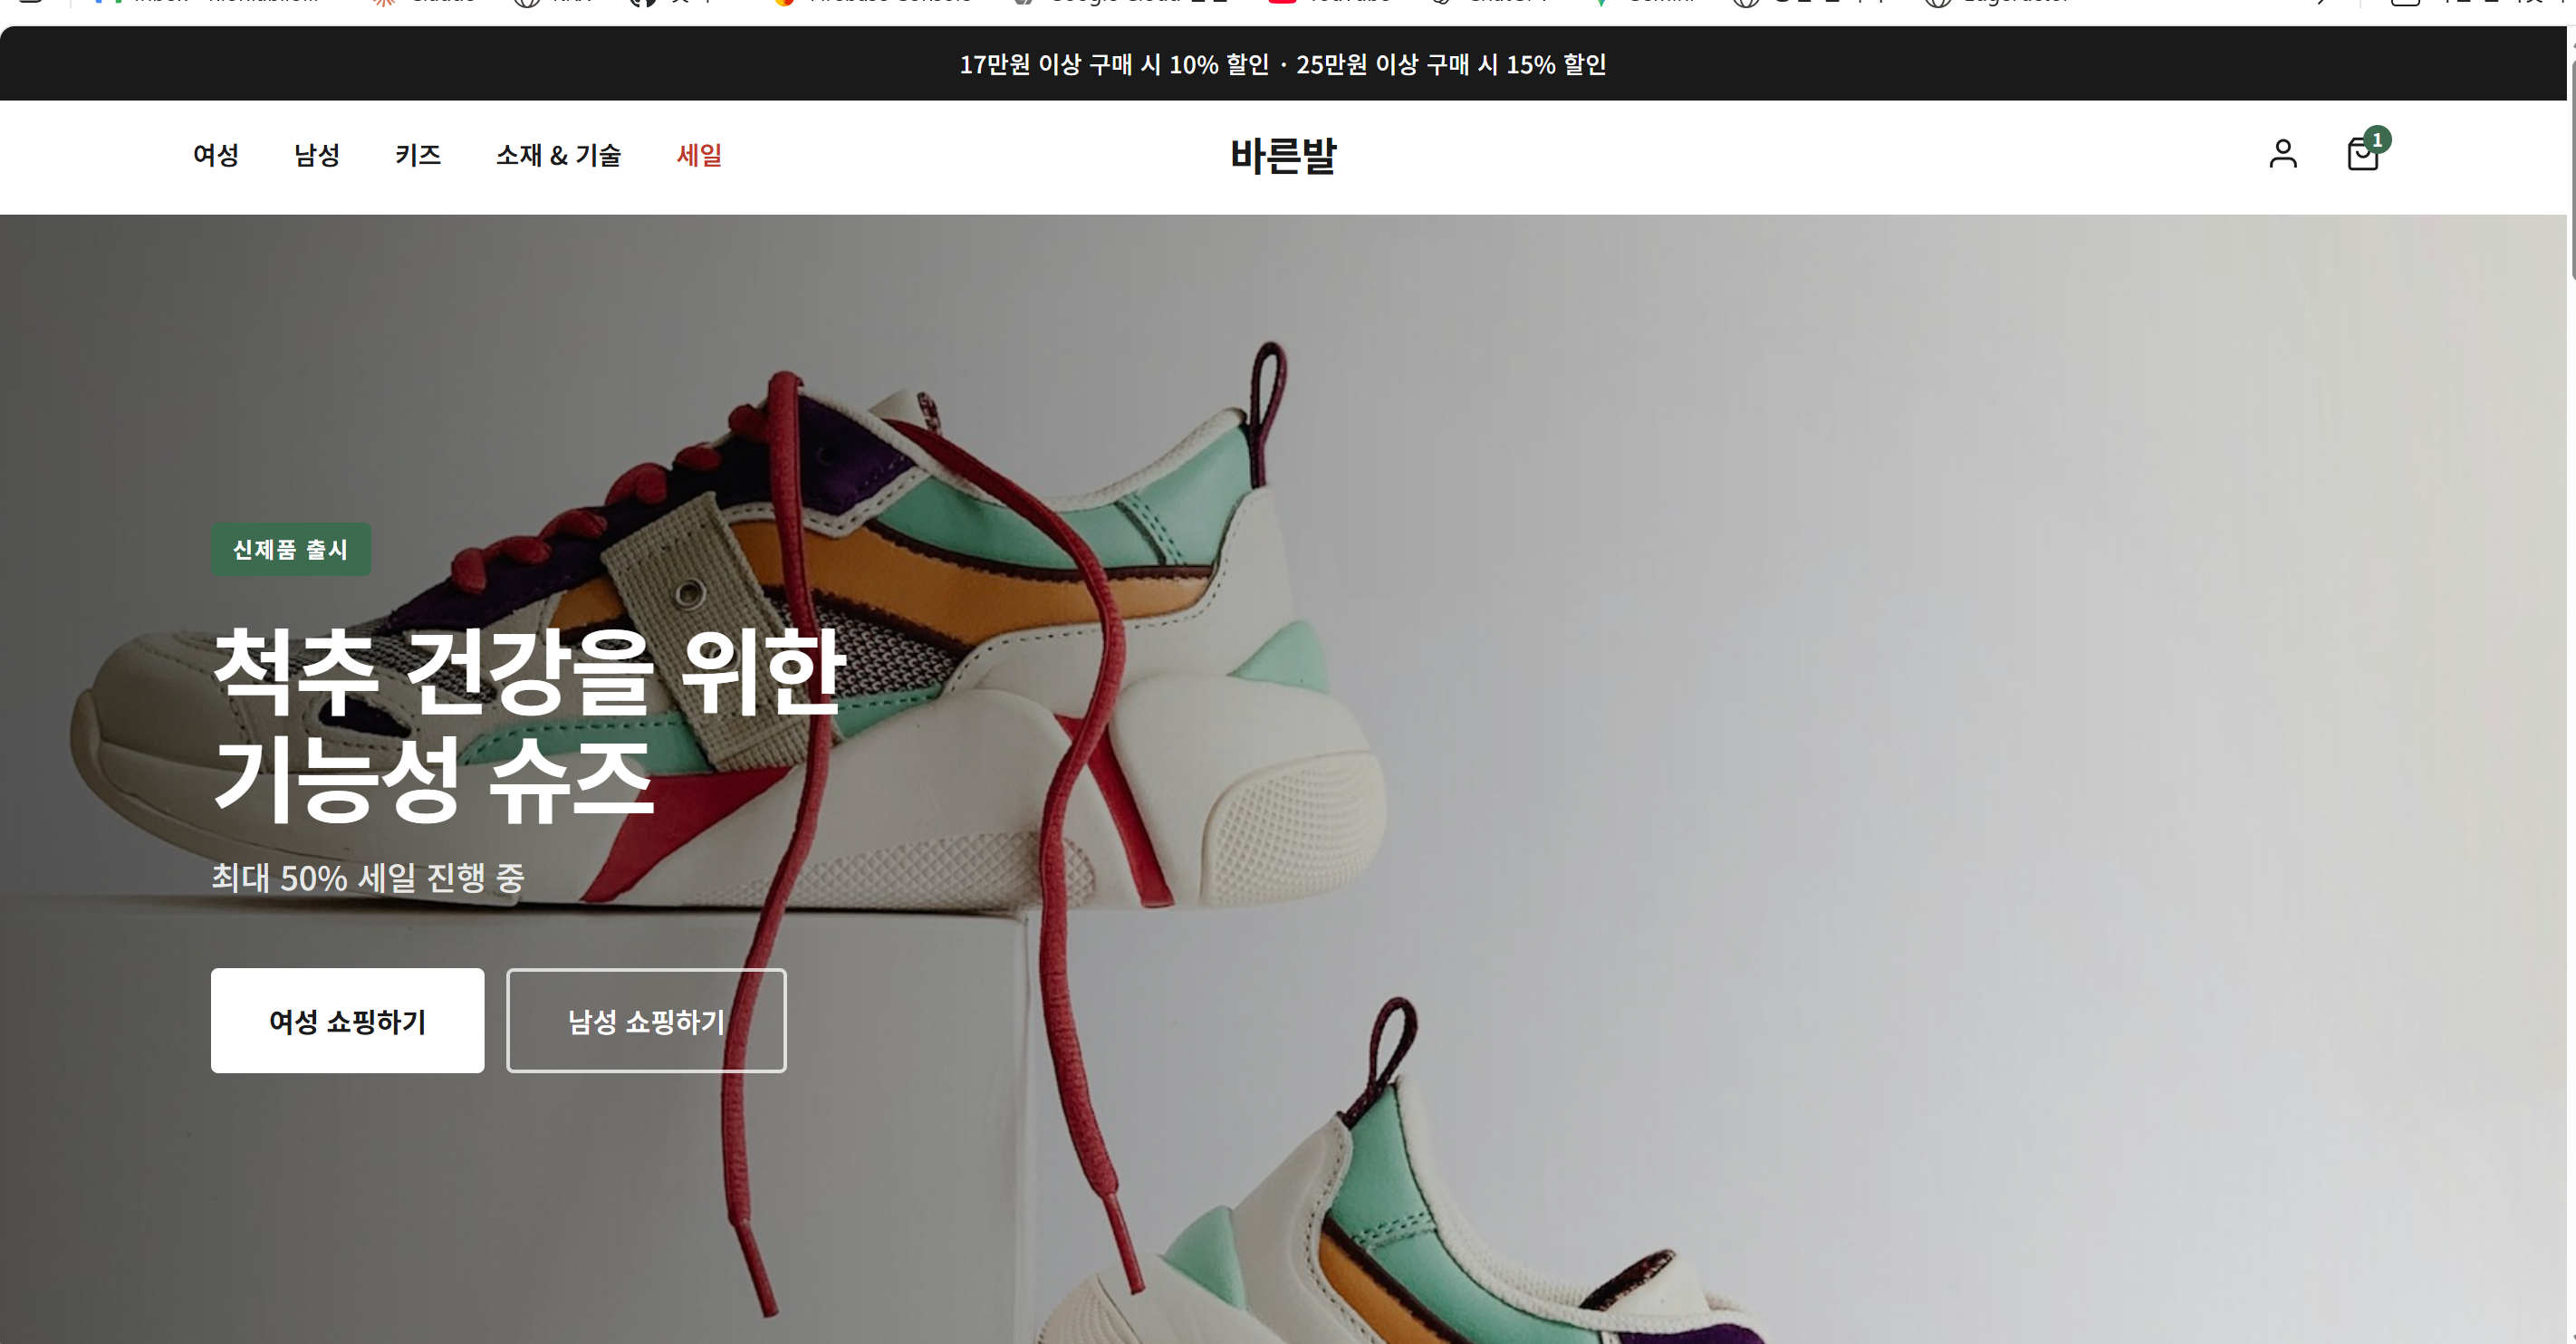 17만원 이상 구매 시 10% 할인 · 25만원 이상 구매 시 15% 할인
여성 남성 키즈 소재 & 기술 세일 바른발 1
신제품 출시
척추 건강을 위한
기능성 슈즈
최대 50% 세일 진행 중
여성 쇼핑하기 남성 쇼핑하기